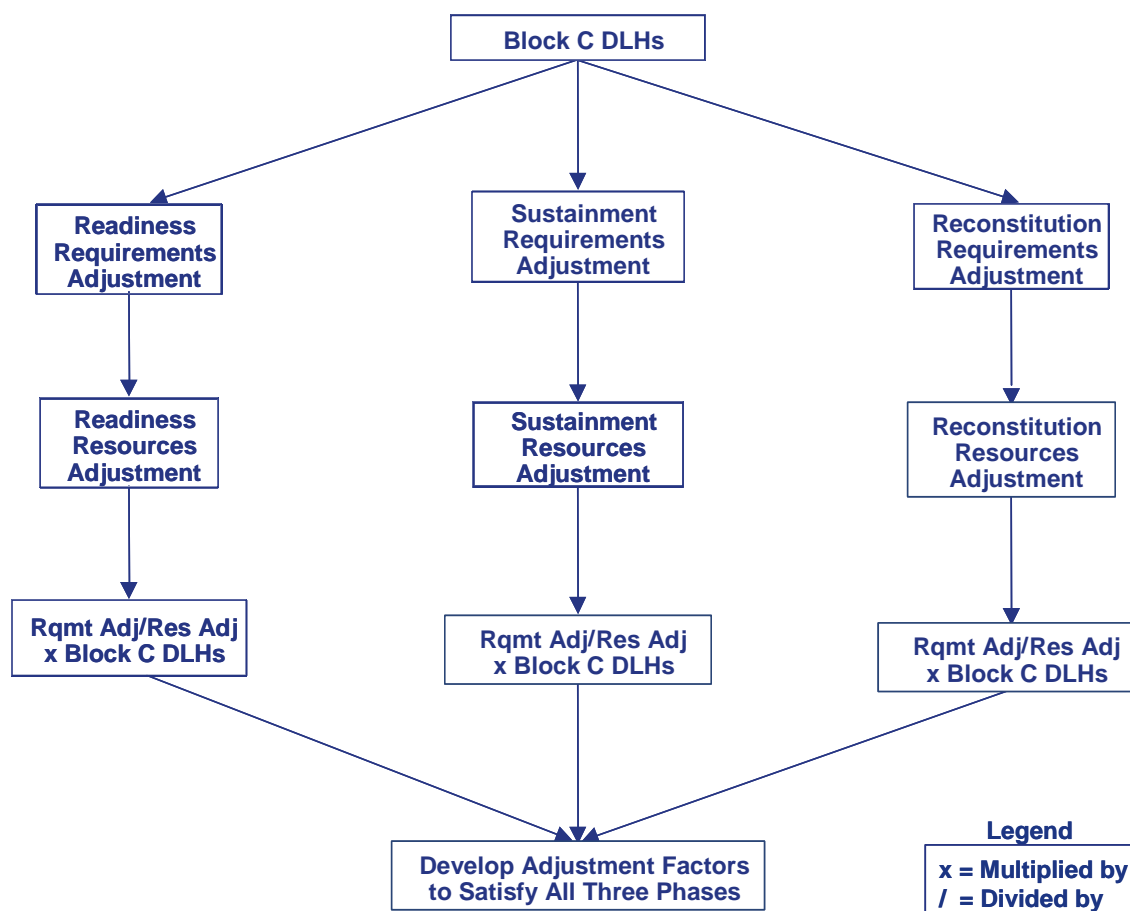 Block C DLHs
Readiness
Requirements
Adjustment
Sustainment
Requirements
Adjustment
Reconstitution
Requirements
Adjustment
Readiness
Resources
Adjustment
Sustainment
Resources
Adjustment
Reconstitution
Resources
Adjustment
Rqmt Adj/Res Adj
x Block C DLHs
Rqmt Adj/Res Adj
x Block C DLHs
Rqmt Adj/Res Adj
x Block C DLHs
Develop Adjustment Factors
to Satisfy All Three Phases
Legend
x = Multiplied by
/ = Divided by